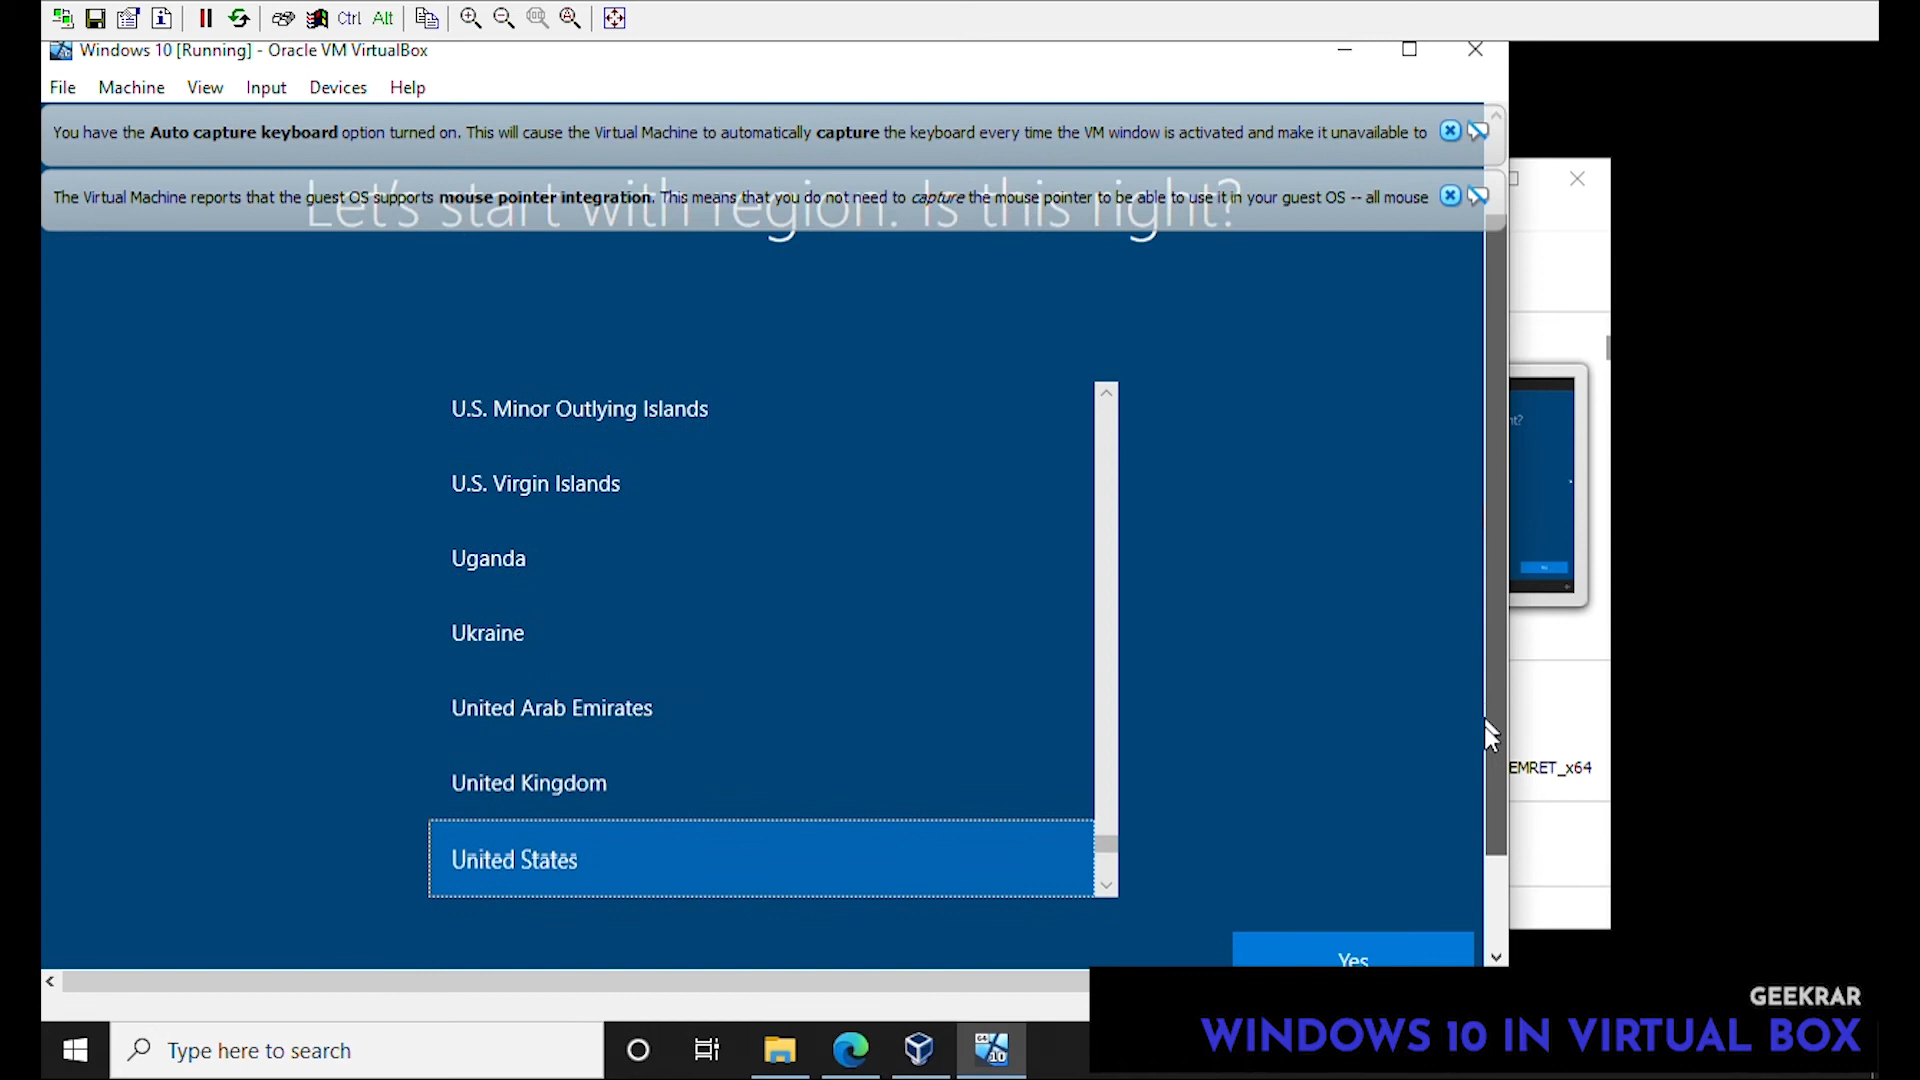 Ctrl Alt
Windows 10 [Running] - Oracle VM VirtualBox
File Machine View Input Devices Help
You have the Auto capture keyboard option turned on. This will cause the Virtual Machine to automatically capture the keyboard every time the VM window is activated and make it unavailable to
The Virtual Machine reports that the guest OS supports mouse pointer integration. This means that you do not need to capture the mouse pointer to be able to use it in your guest OS -- all mouse
Let's start with region. Is this right?
U.S. Minor Outlying Islands
U.S. Virgin Islands
Uganda
Ukraine
United Arab Emirates
United Kingdom
United States
Yes
ht?
EMRET_x64
Type here to search
10
GEEKRAR
WINDOWS 10 IN VIRTUAL BOX